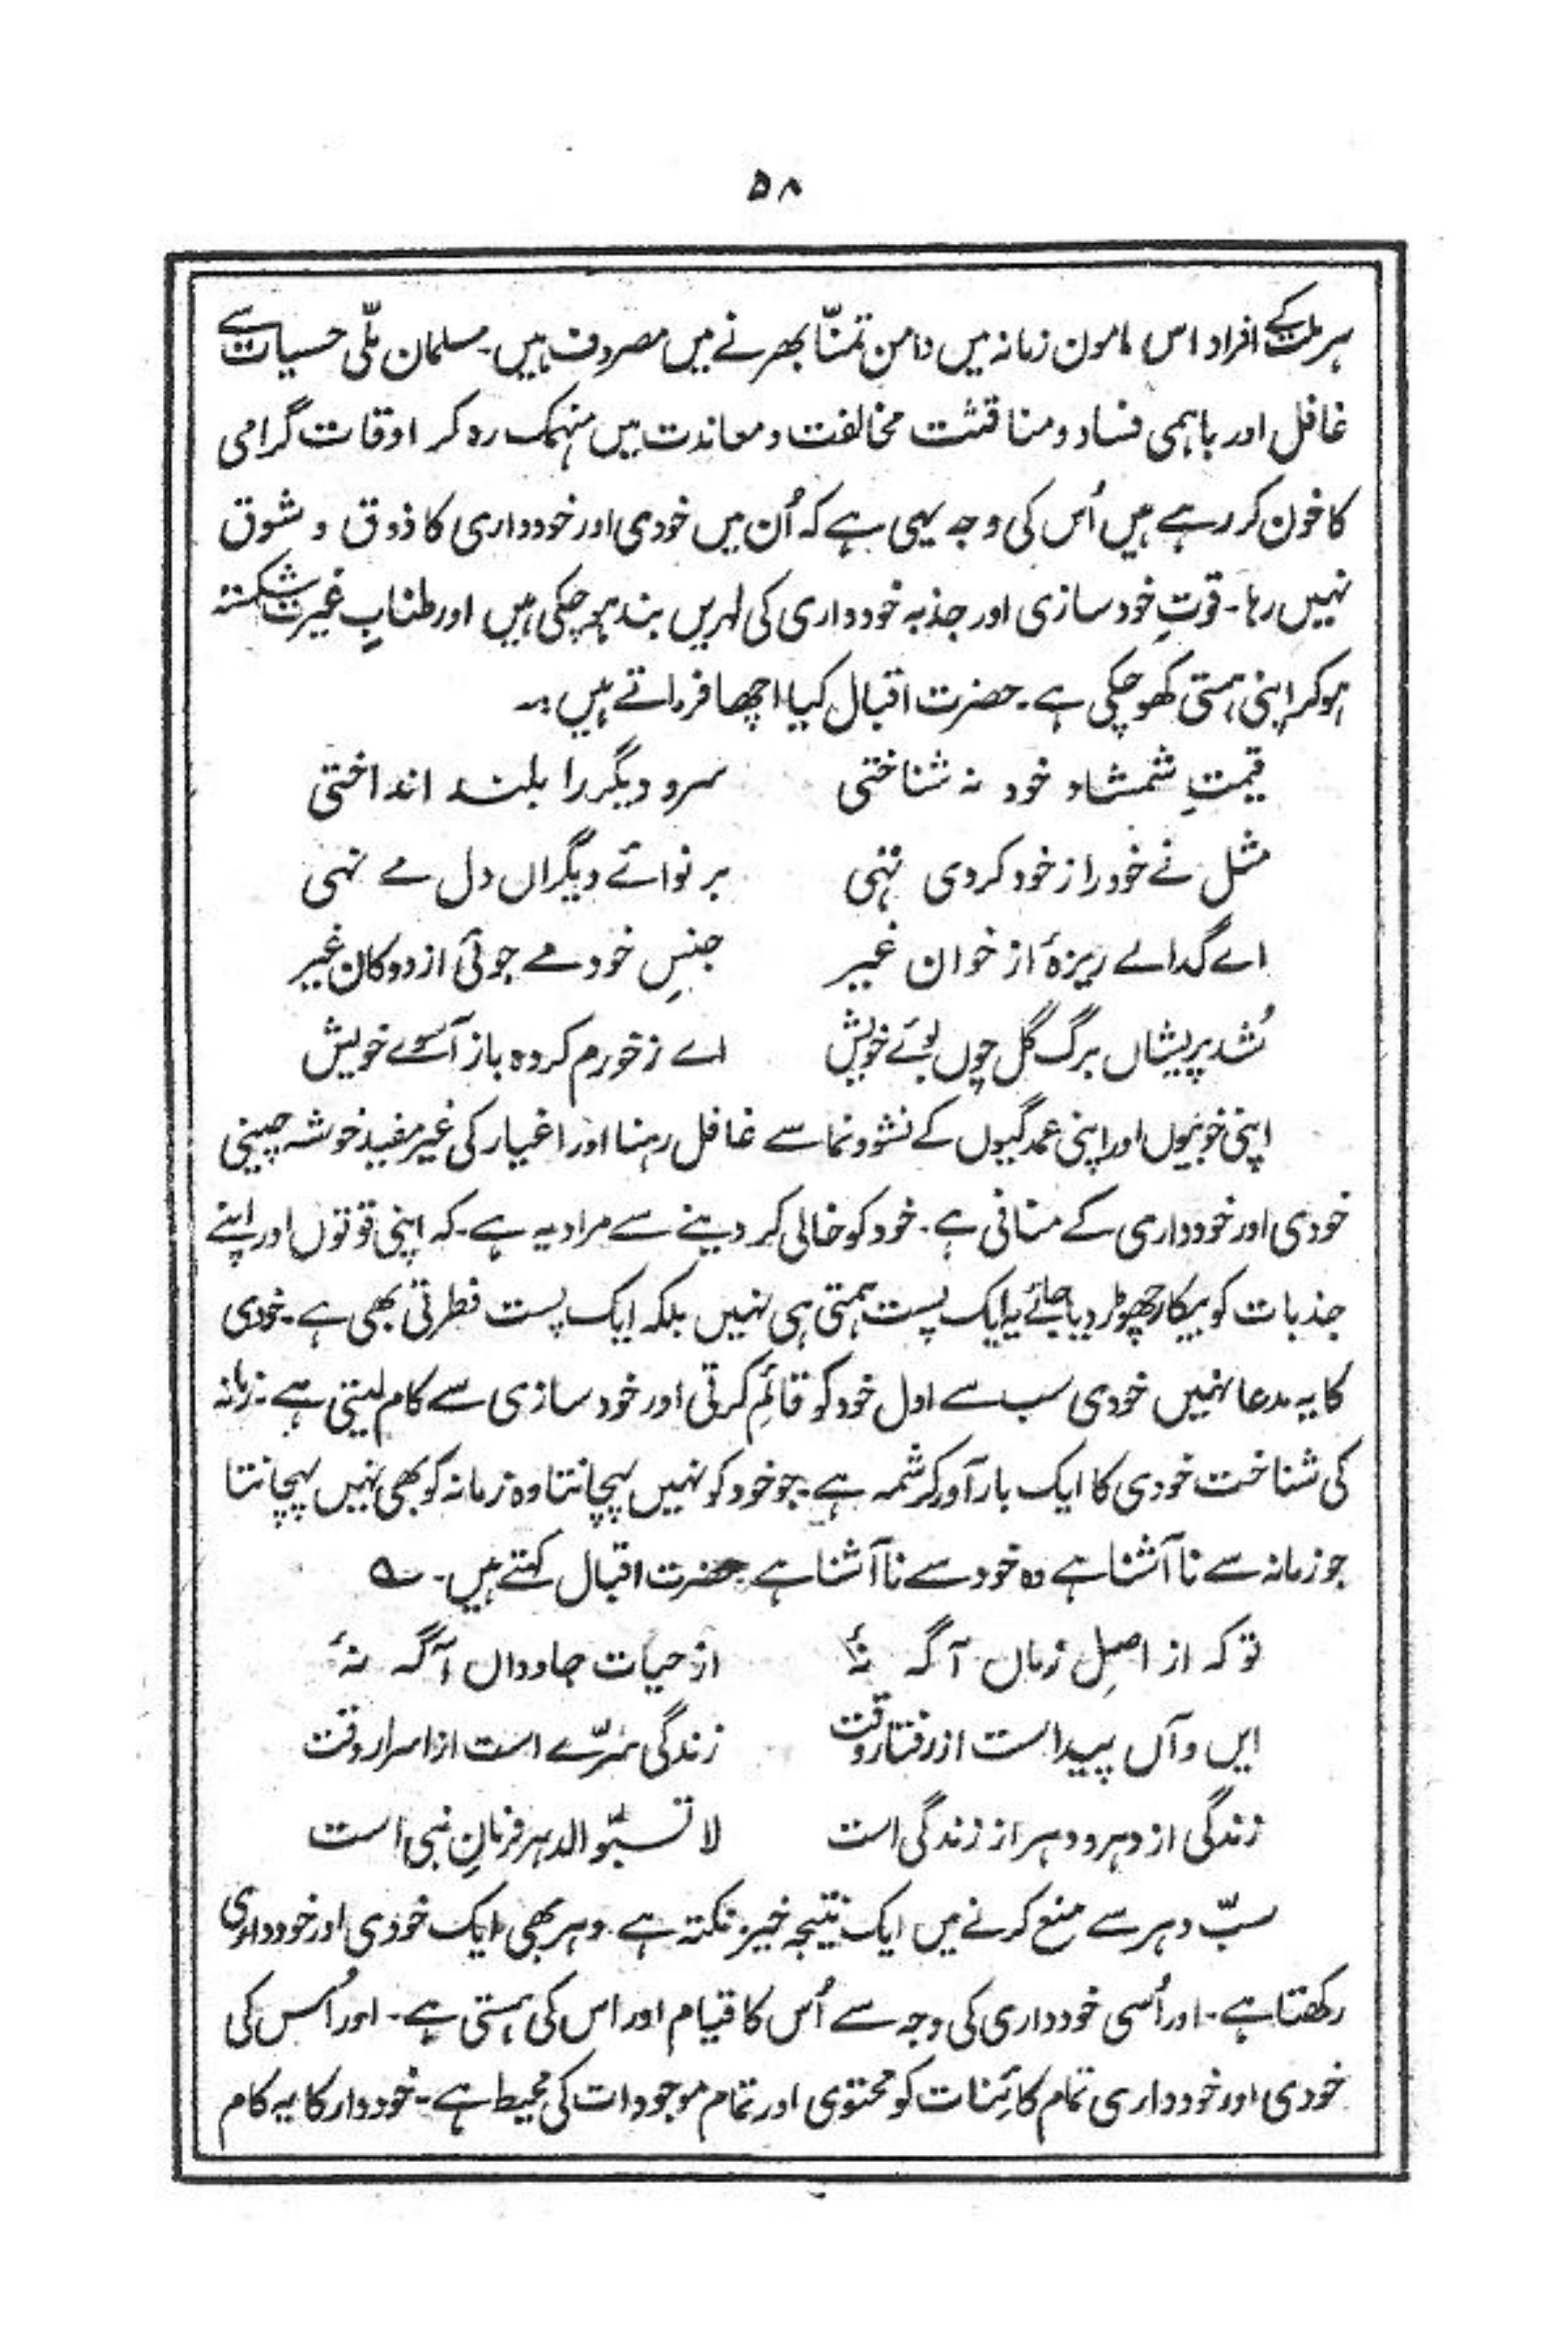 ۵۸
ہر ملت کے افراد اس مامون زمانہ میں دامن تمنّا بھرنے میں مصروف ہیں۔ مسلمان ملّی حسیات سے
غافل اور باہمی فساد و مناقشت مخالفت و معاندت میں منہمک رہ کر اوقات گرامی
کا خون کر رہے ہیں اُس کی وجہ یہی ہے کہ اُن میں خودی اور خودداری کا ذوق و شوق
نہیں رہا۔ قوتِ خود سازی اور جذبہ خودداری کی لہریں بند ہو چکی ہیں اور طنابِ غیرت شکستہ
ہو کر اپنی ہستی کھو چکی ہے۔ حضرت اقبال کیا اچھا فرماتے ہیں:۔
قیمتِ شمشاد خود نہ شناختی سرو دیگر را بلند انداختی
مثل نے خود را ز خود کردی تہی بر نوائے دیگراں دل مے نہی
اے گدائے ریزۂ از خوان غیر جنسِ خود مے جوئی از دوکان غیر
شُد پریشاں برگ گل چوں بوئے خویش اے ز خود رم کردہ باز آ سوئے خویش
اپنی خوبیوں اور اپنی عمدگیوں کے نشوونما سے غافل رہنا اور اغیار کی غیر مفید خوشہ چینی
خودی اور خودداری کے منافی ہے۔ خود کو خالی کر دینے سے مراد یہ ہے۔ کہ اپنی قوتوں اور اپنے
جذبات کو بیکار چھوڑ دیا جائے یہ ایک پست ہمتی ہی نہیں بلکہ ایک پست فطرتی بھی ہے۔ خودی
کا یہ مدعا نہیں خودی سب سے اول خود کو قائم کرتی اور خود سازی سے کام لیتی ہے۔ زمانہ
کی شناخت خودی کا ایک بارآور کرشمہ ہے۔ جو خود کو نہیں پہچانتا وہ زمانہ کو بھی نہیں پہچانتا
جو زمانہ سے ناآشنا ہے وہ خود سے ناآشنا ہے۔ حضرت اقبال کہتے ہیں۔ ؎
تو کہ از اصلِ زماں آگہ نۂ از حیات جاوداں آگہ نۂ
ایں و آں پیداست از رفتار وقت زندگی سّرے است از اسرار وقت
زندگی از دہر و دہر از زندگی است لا تسبّو الدہر فرمانِ نبی است
سبّ دہر سے منع کرنے میں ایک نتیجہ خیز نکتہ ہے۔ دہر بھی ایک خودی اور خودداری
رکھتا ہے۔ اور اُسی خودداری کی وجہ سے اُس کا قیام اور اس کی ہستی ہے۔ اور اُس کی
خودی اور خودداری تمام کائنات کو محتوی اور تمام موجودات کی محیط ہے۔ خوددار کا یہ کام